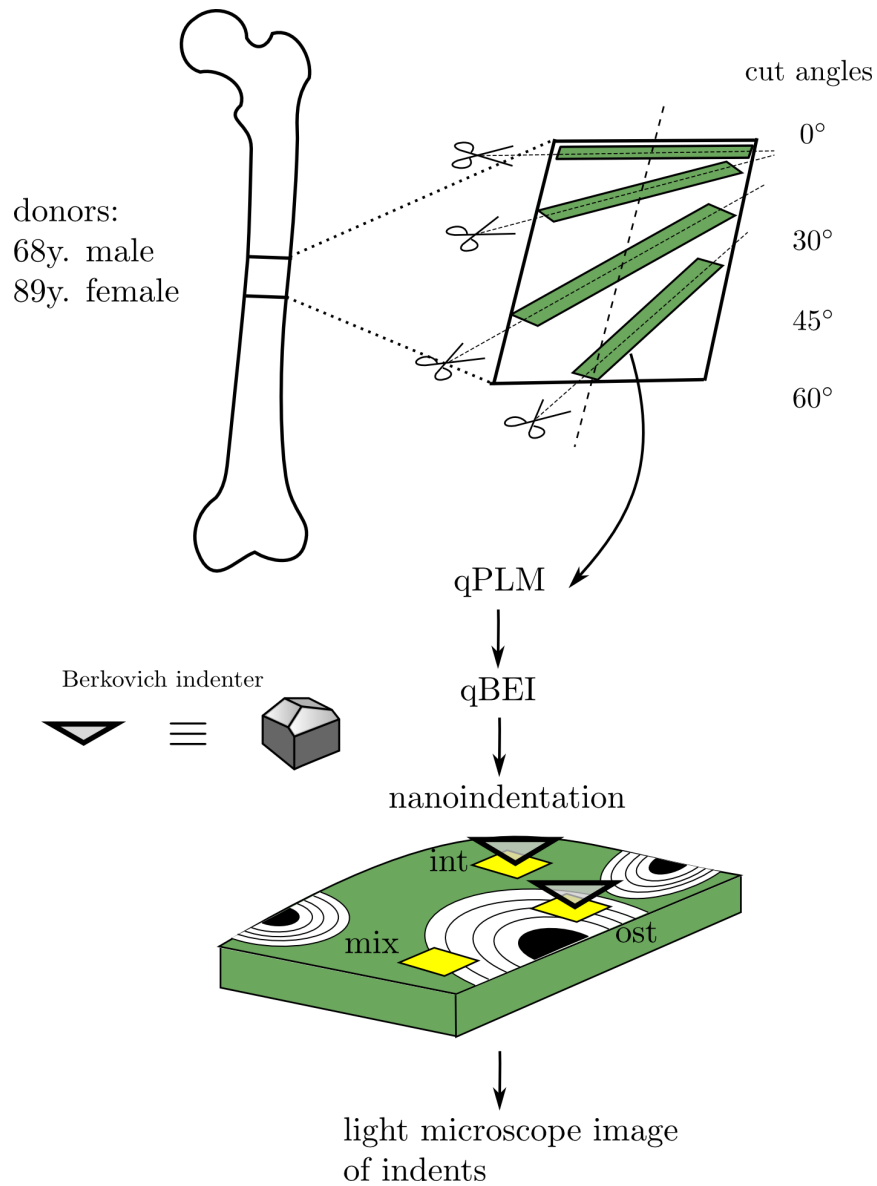 cut angles
0°
donors:
68y. male
89y. female
30°
45°
60°
qPLM
Berkovich indenter
qBEI
nanoindentation
int
mix
ost
light microscope image
of indents